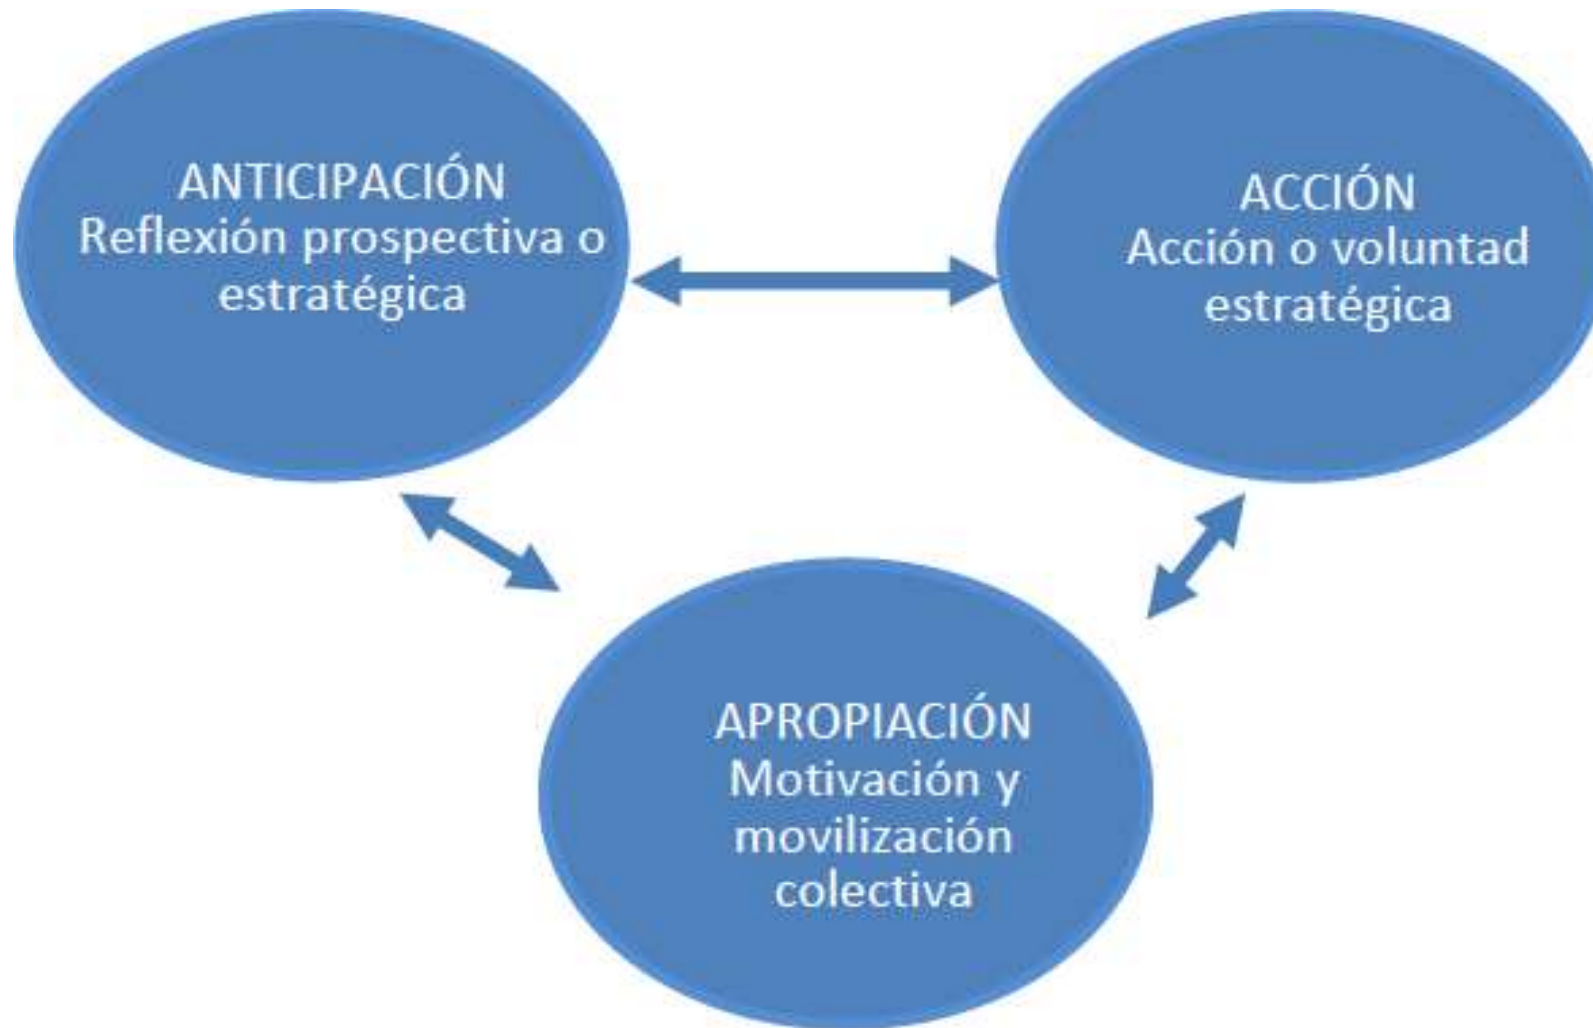 ANTICIPACIÓN
Reflexión prospectiva o
estratégica
ACCIÓN
Acción o voluntad
estratégica
APROPIACIÓN
Motivación y
movilización
colectiva